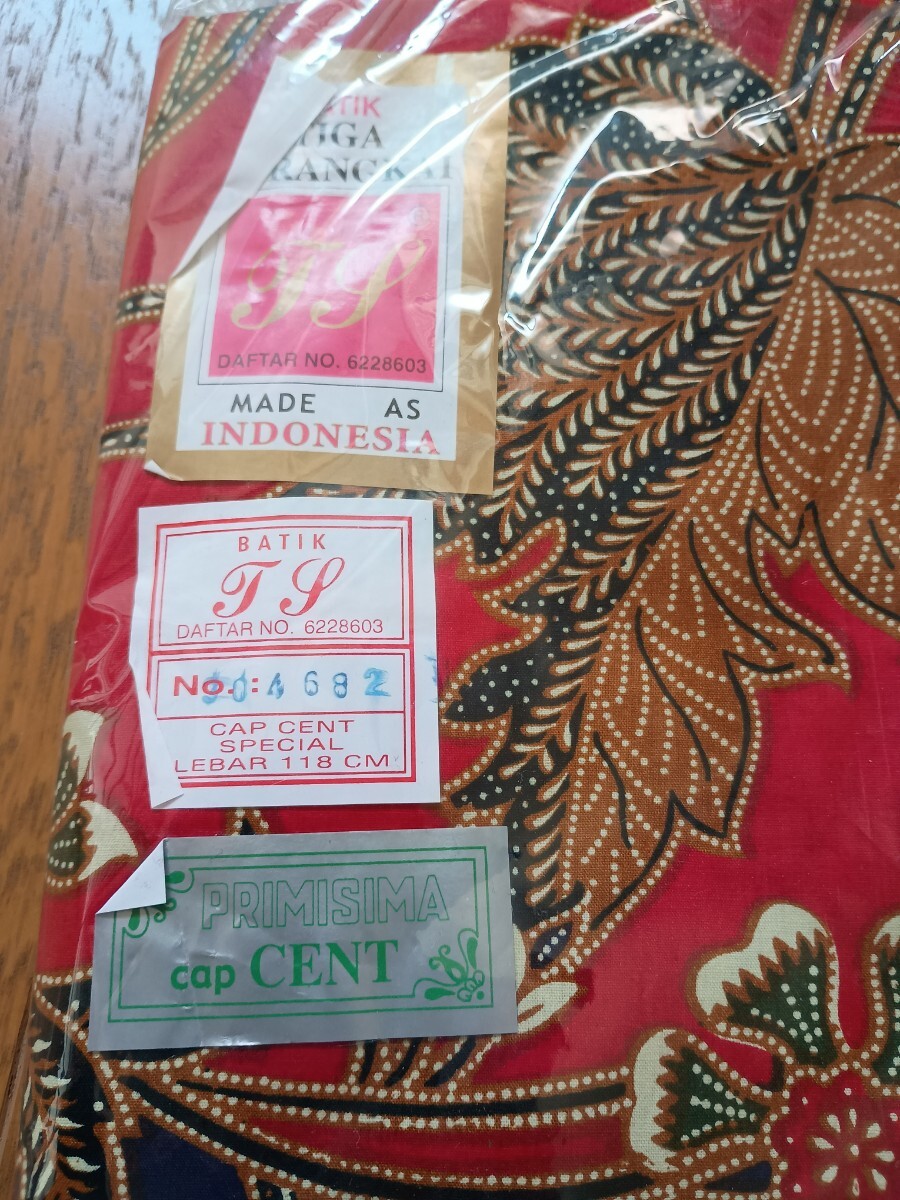 TIK
TIGA
RANGKAI
TS
DAFTAR NO. 6228603
MADE AS
INDONESIA
BATIK
TS
DAFTAR NO. 6228603
No. : 4682
CAP CENT
SPECIAL
LEBAR 118 CM
PRIMISIMA
cap CENT